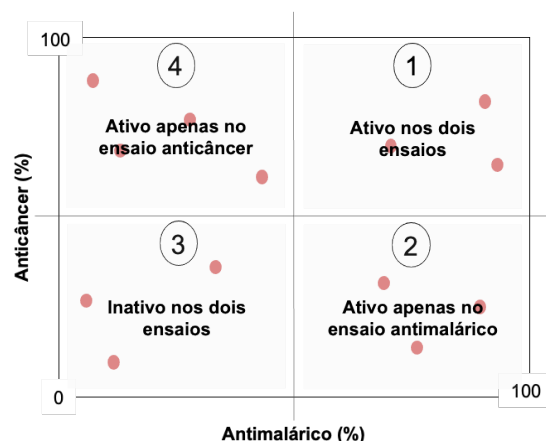 100
Anticâncer (%)
4
Ativo apenas no
ensaio anticâncer
1
Ativo nos dois
ensaios
3
Inativo nos dois
ensaios
2
Ativo apenas no
ensaio antimalárico
0
100
Antimalárico (%)